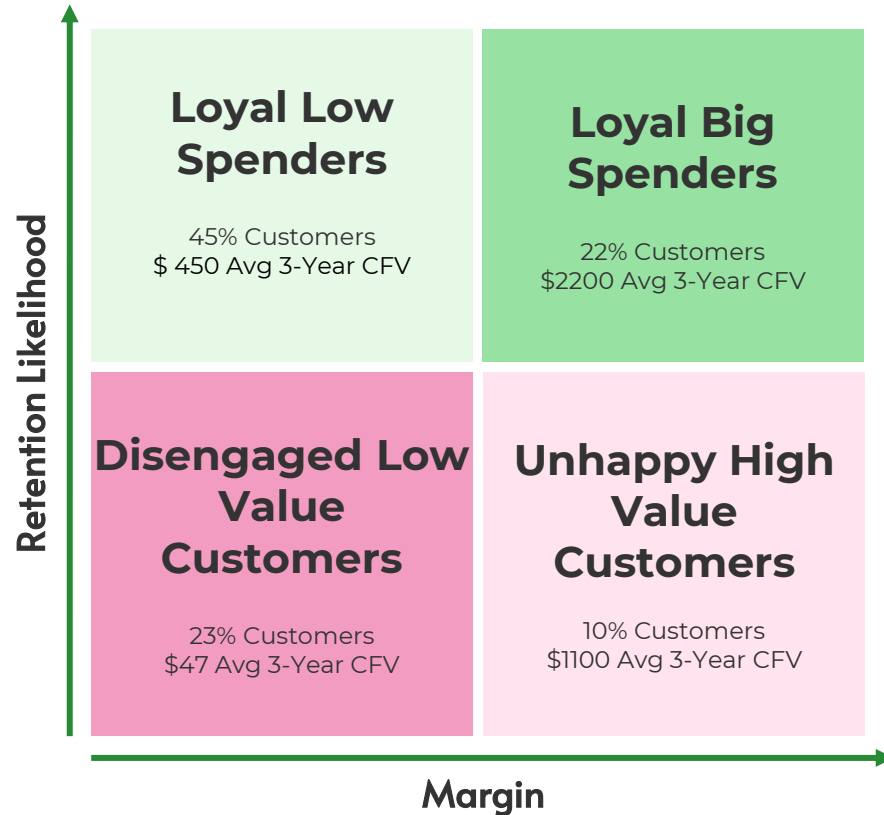 Loyal Low
Spenders
45% Customers
$ 450 Avg 3-Year CFV
Loyal Big
Spenders
22% Customers
$2200 Avg 3-Year CFV
Retention Likelihood
Disengaged Low
Value
Customers
23% Customers
$47 Avg 3-Year CFV
Unhappy High
Value
Customers
10% Customers
$1100 Avg 3-Year CFV
Margin